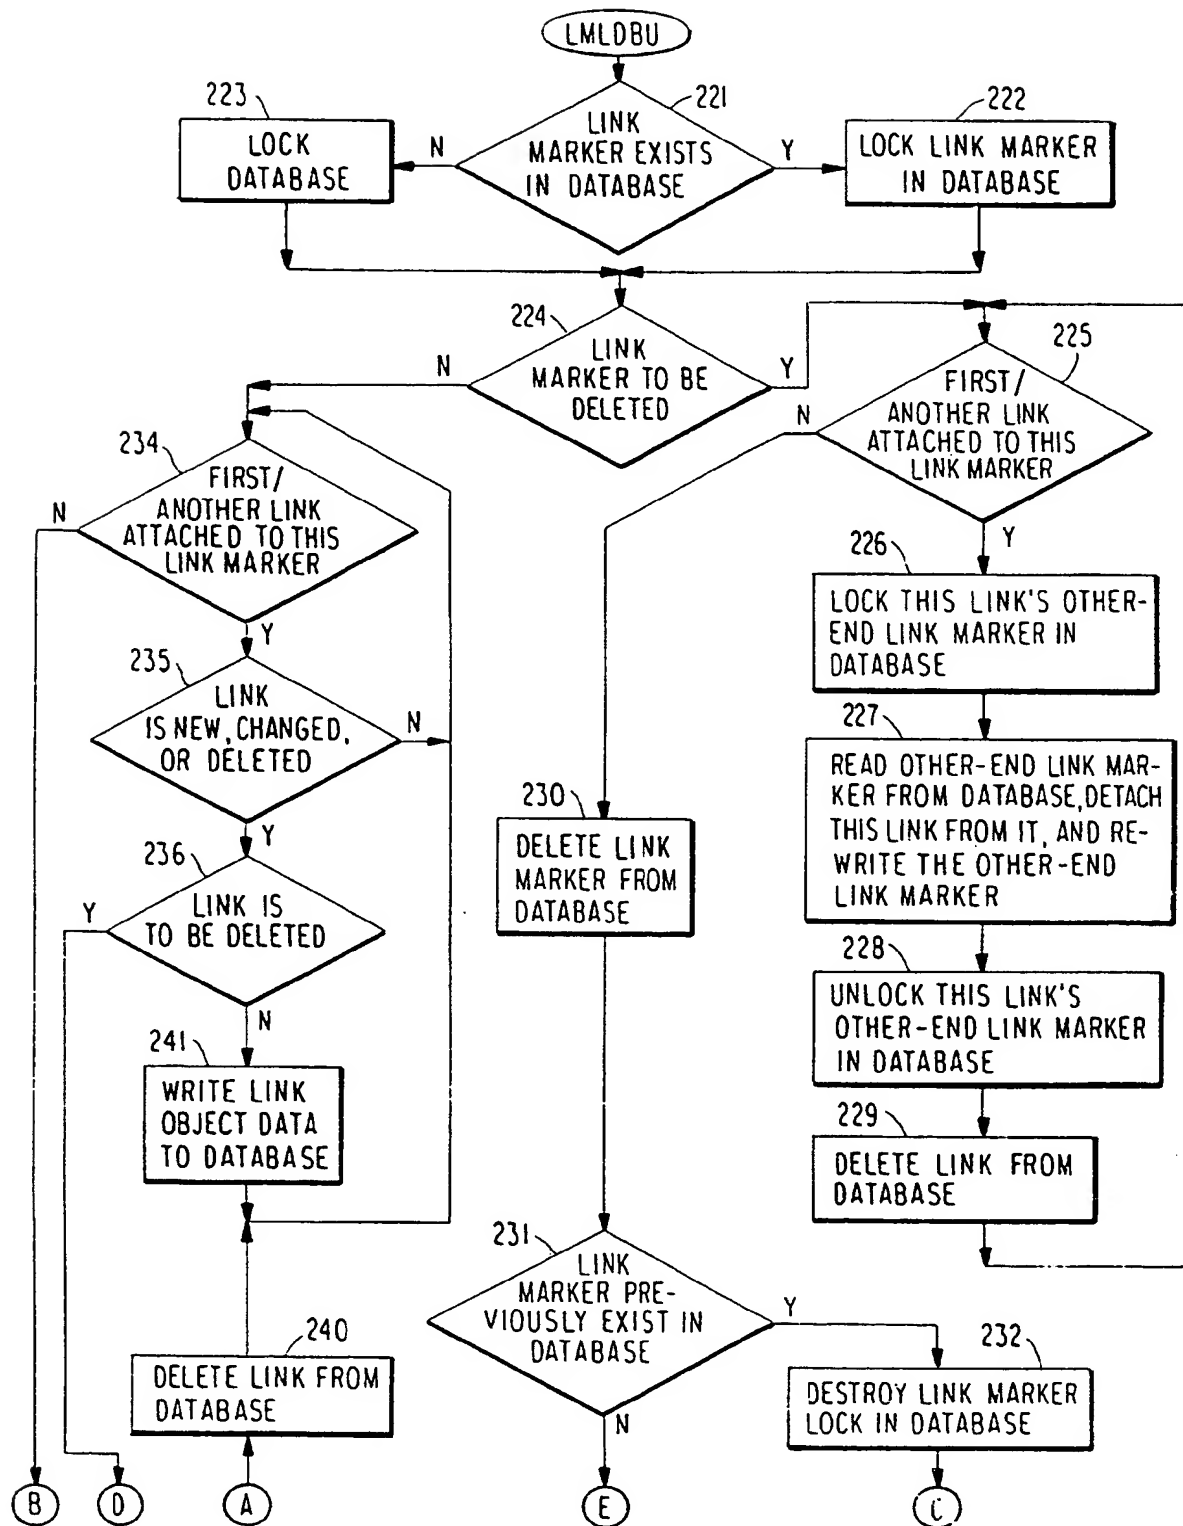 LMLDBU
223
221
222
LINK
MARKER EXISTS
IN DATABASE
N
Y
LOCK
DATABASE
LOCK LINK MARKER
IN DATABASE
224
LINK
MARKER TO BE
DELETED
N
Y
225
FIRST/
ANOTHER LINK
ATTACHED TO THIS
LINK MARKER
N
Y
234
FIRST/
ANOTHER LINK
ATTACHED TO THIS
LINK MARKER
N
Y
226
LOCK THIS LINK'S OTHER-
END LINK MARKER IN
DATABASE
235
LINK
IS NEW, CHANGED,
OR DELETED
N
Y
227
READ OTHER-END LINK MAR-
KER FROM DATABASE, DETACH
THIS LINK FROM IT, AND RE-
WRITE THE OTHER-END
LINK MARKER
230
DELETE LINK
MARKER FROM
DATABASE
236
LINK IS
TO BE DELETED
Y
N
228
UNLOCK THIS LINK'S
OTHER-END LINK MARKER
IN DATABASE
241
WRITE LINK
OBJECT DATA
TO DATABASE
229
DELETE LINK FROM
DATABASE
231
LINK
MARKER PRE-
VIOUSLY EXIST IN
DATABASE
Y
N
240
DELETE LINK FROM
DATABASE
232
DESTROY LINK MARKER
LOCK IN DATABASE
B
D
A
E
C